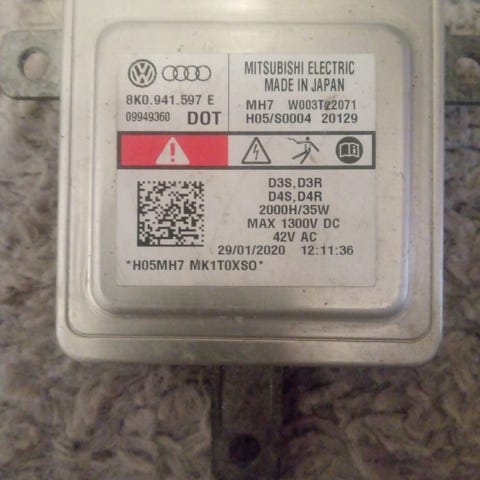 8K0.941.597 E
09949360 DOT
MITSUBISHI ELECTRIC
MADE IN JAPAN
MH7 W003T22071
H05/S0004 20129
D3S,D3R
D4S,D4R
2000H/35W
MAX 1300V DC
42V AC
29/01/2020 12:11:36
*H05MH7 MK1T0XSO*